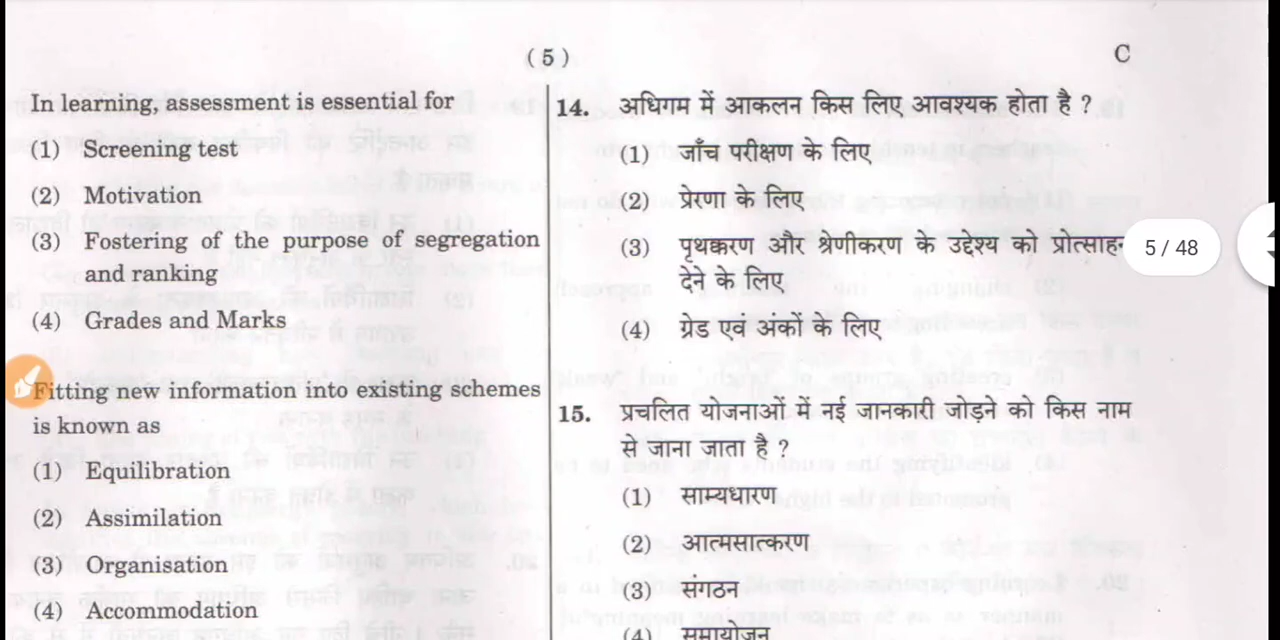 (5)
C
In learning, assessment is essential for
(1) Screening test
(2) Motivation
(3) Fostering of the purpose of segregation
and ranking
(4) Grades and Marks
Fitting new information into existing schemes
is known as
(1) Equilibration
(2) Assimilation
(3) Organisation
(4) Accommodation
14. अधिगम में आकलन किस लिए आवश्यक होता है ?
(1) जाँच परीक्षण के लिए
(2) प्रेरणा के लिए
(3) पृथक्करण और श्रेणीकरण के उद्देश्य को प्रोत्साहन
देने के लिए
(4) ग्रेड एवं अंकों के लिए
15. प्रचलित योजनाओं में नई जानकारी जोड़ने को किस नाम
से जाना जाता है ?
(1) साम्यधारण
(2) आत्मसात्करण
(3) संगठन
(4) समायोजन
5 / 48